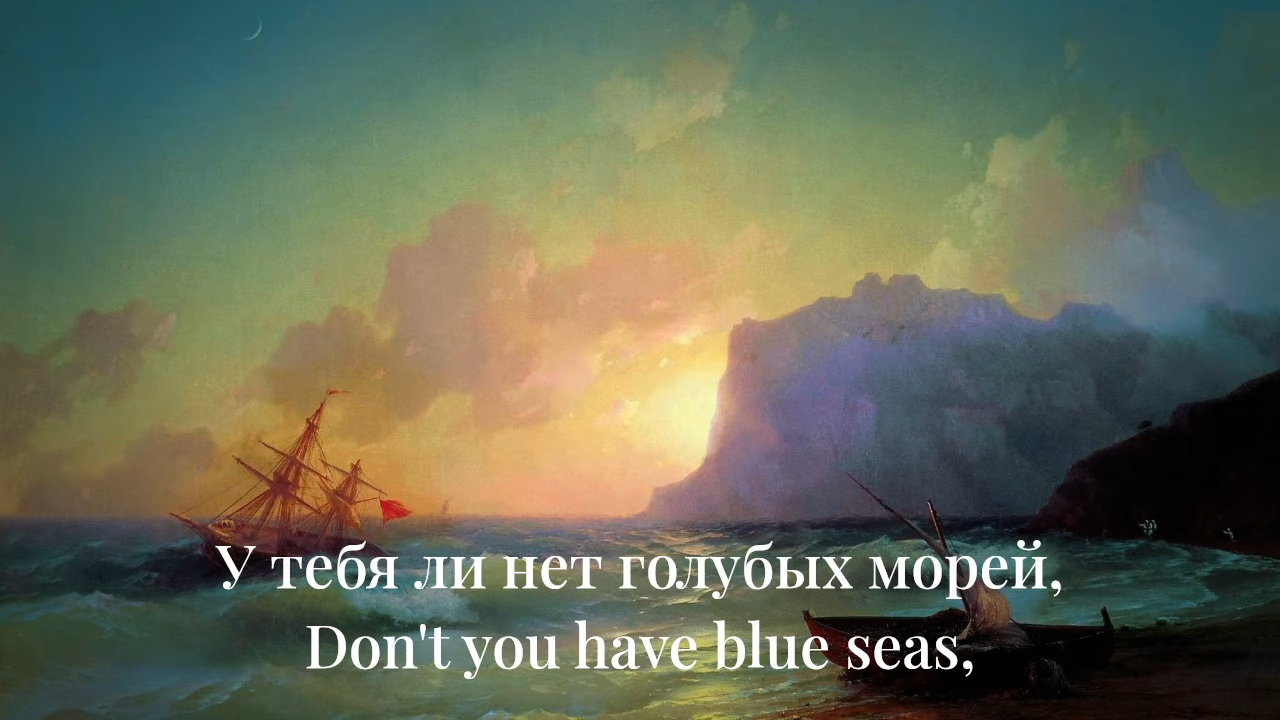 У тебя ли нет голубых морей,
Don't you have blue seas,